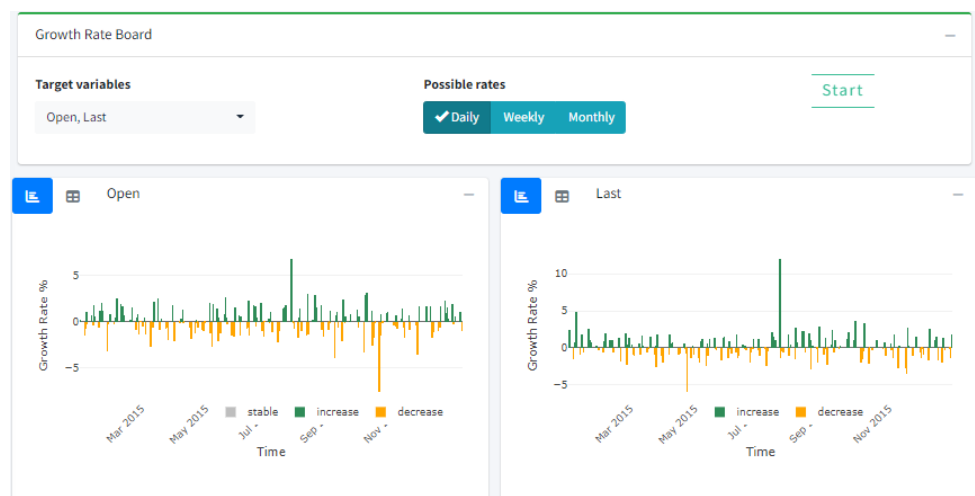 Growth Rate Board
Target variables
Possible rates
Start
Open, Last
Daily Weekly Monthly
Open
Growth Rate %
5
0
−5
stable increase decrease
Mar 2015
May 2015
Jul -
Sep -
Nov -
Time
Last
Growth Rate %
10
5
0
−5
increase decrease
Mar 2015
May 2015
Jul -
Sep -
Nov 2015
Time